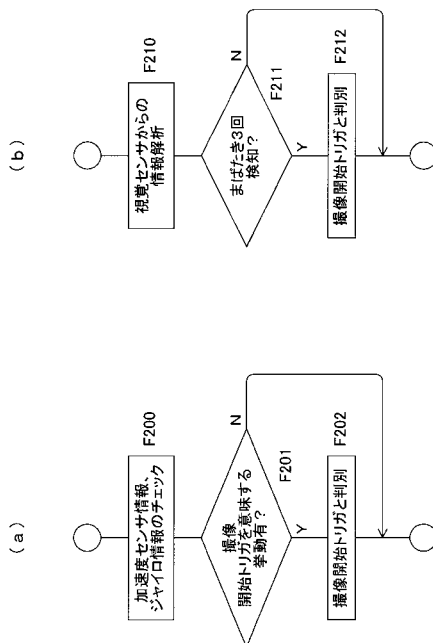 (a)
加速度センサ情報、
ジャイロ情報のチェック
F200
撮像
開始トリガを意味する
挙動有?
F201
N
Y
撮像開始トリガと判別
F202
(b)
視覚センサからの
情報解析
F210
まばたき3回
検知?
F211
N
Y
撮像開始トリガと判別
F212